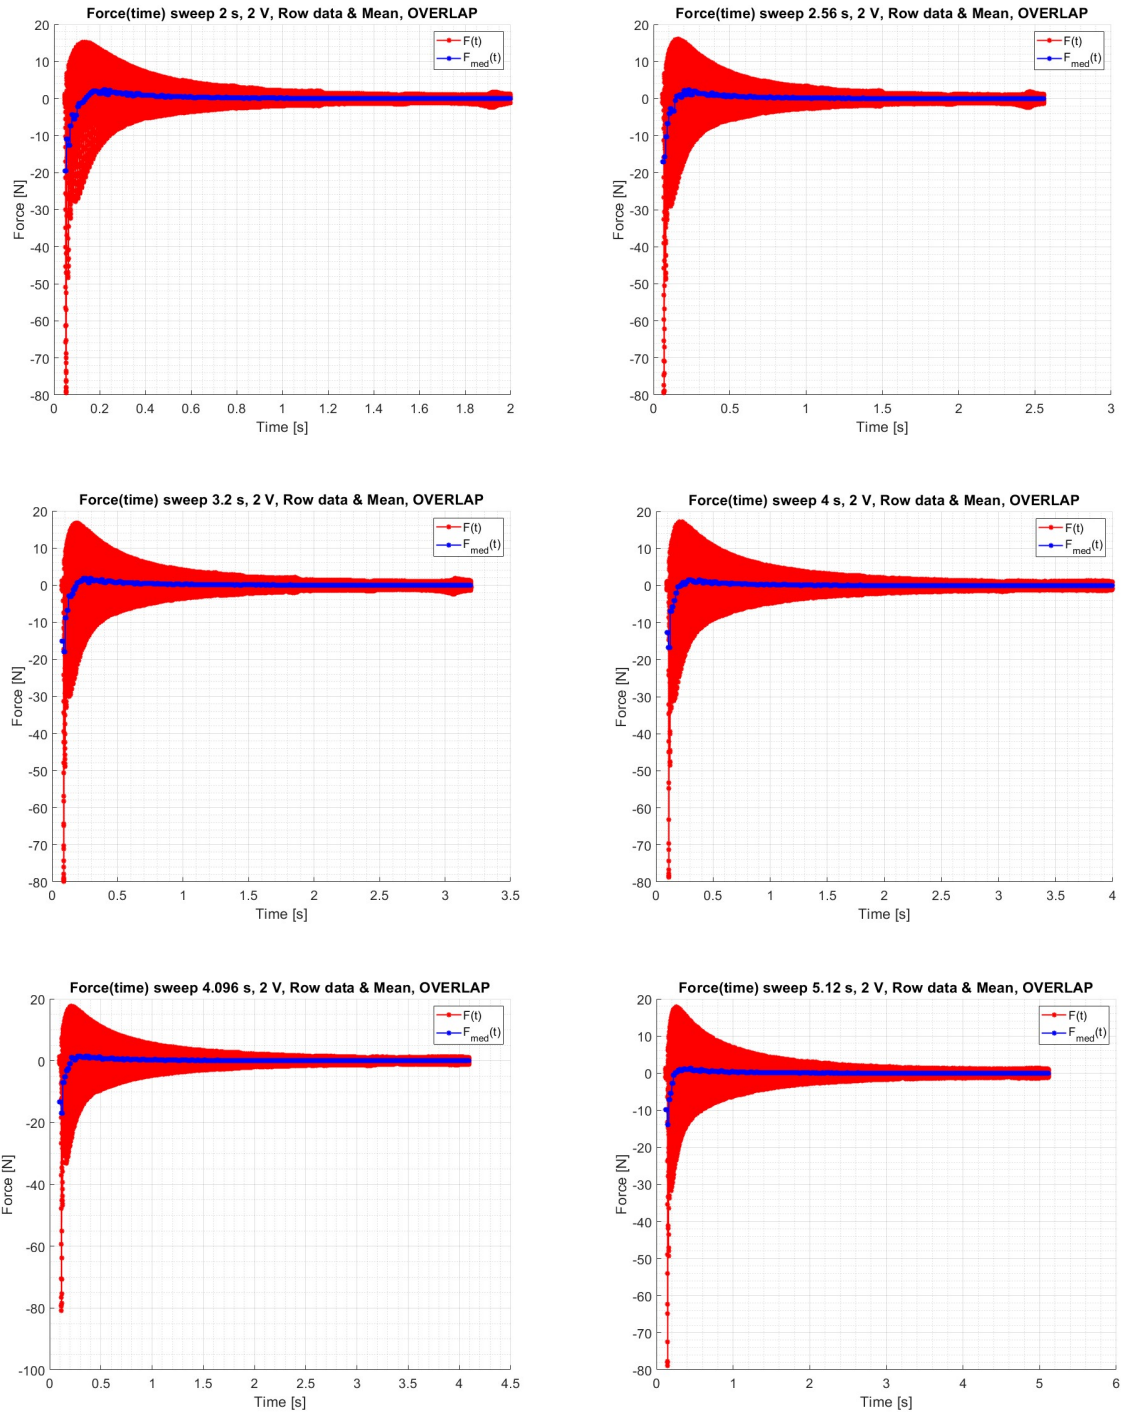 Force(time) sweep 2 s, 2 V, Row data & Mean, OVERLAP
F(t)
F_med(t)
Force [N]
20
10
0
-10
-20
-30
-40
-50
-60
-70
-80
0 0.2 0.4 0.6 0.8 1 1.2 1.4 1.6 1.8 2
Time [s]
Force(time) sweep 2.56 s, 2 V, Row data & Mean, OVERLAP
F(t)
F_med(t)
Force [N]
20
10
0
-10
-20
-30
-40
-50
-60
-70
-80
0 0.5 1 1.5 2 2.5 3
Time [s]
Force(time) sweep 3.2 s, 2 V, Row data & Mean, OVERLAP
F(t)
F_med(t)
Force [N]
20
10
0
-10
-20
-30
-40
-50
-60
-70
-80
0 0.5 1 1.5 2 2.5 3 3.5
Time [s]
Force(time) sweep 4 s, 2 V, Row data & Mean, OVERLAP
F(t)
F_med(t)
Force [N]
20
10
0
-10
-20
-30
-40
-50
-60
-70
-80
0 0.5 1 1.5 2 2.5 3 3.5 4
Time [s]
Force(time) sweep 4.096 s, 2 V, Row data & Mean, OVERLAP
F(t)
F_med(t)
Force [N]
20
0
-20
-40
-60
-80
-100
0 0.5 1 1.5 2 2.5 3 3.5 4 4.5
Time [s]
Force(time) sweep 5.12 s, 2 V, Row data & Mean, OVERLAP
F(t)
F_med(t)
Force [N]
20
10
0
-10
-20
-30
-40
-50
-60
-70
-80
0 1 2 3 4 5 6
Time [s]